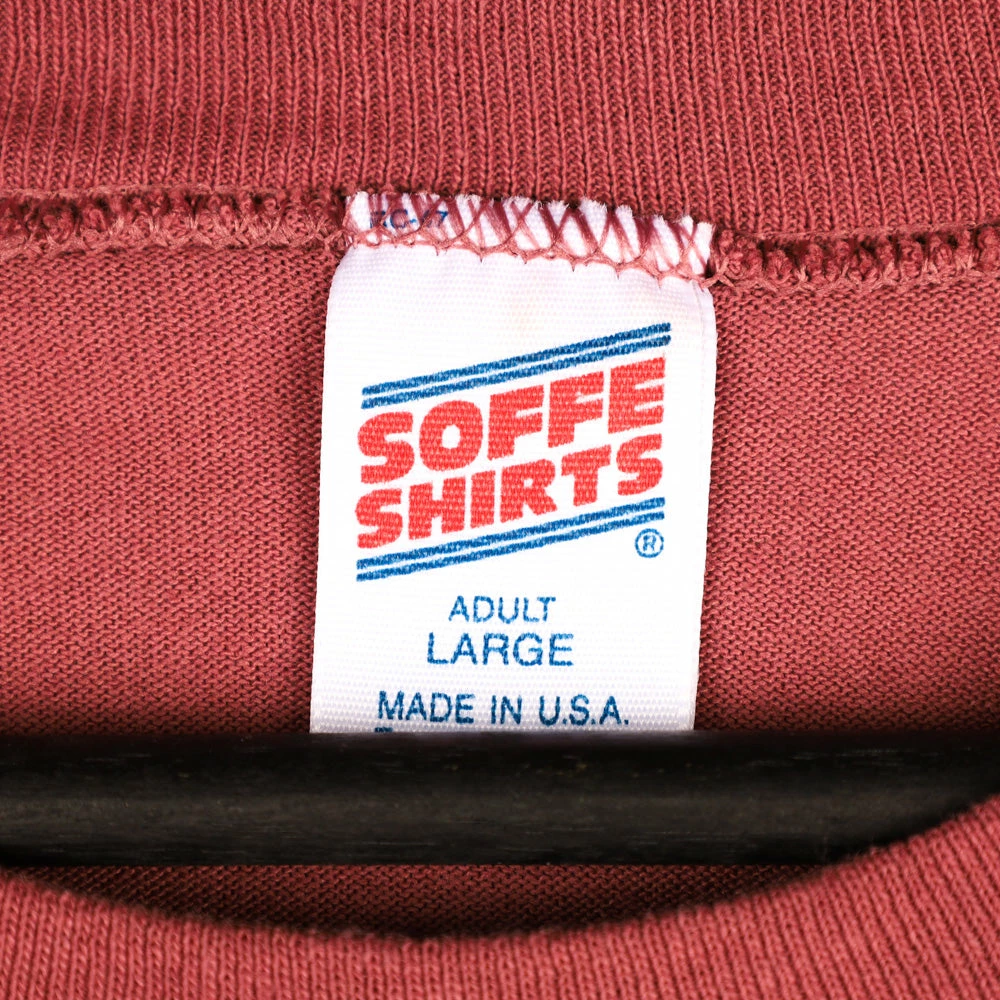 SOFFE
SHIRTS
®
ADULT
LARGE
MADE IN U.S.A.